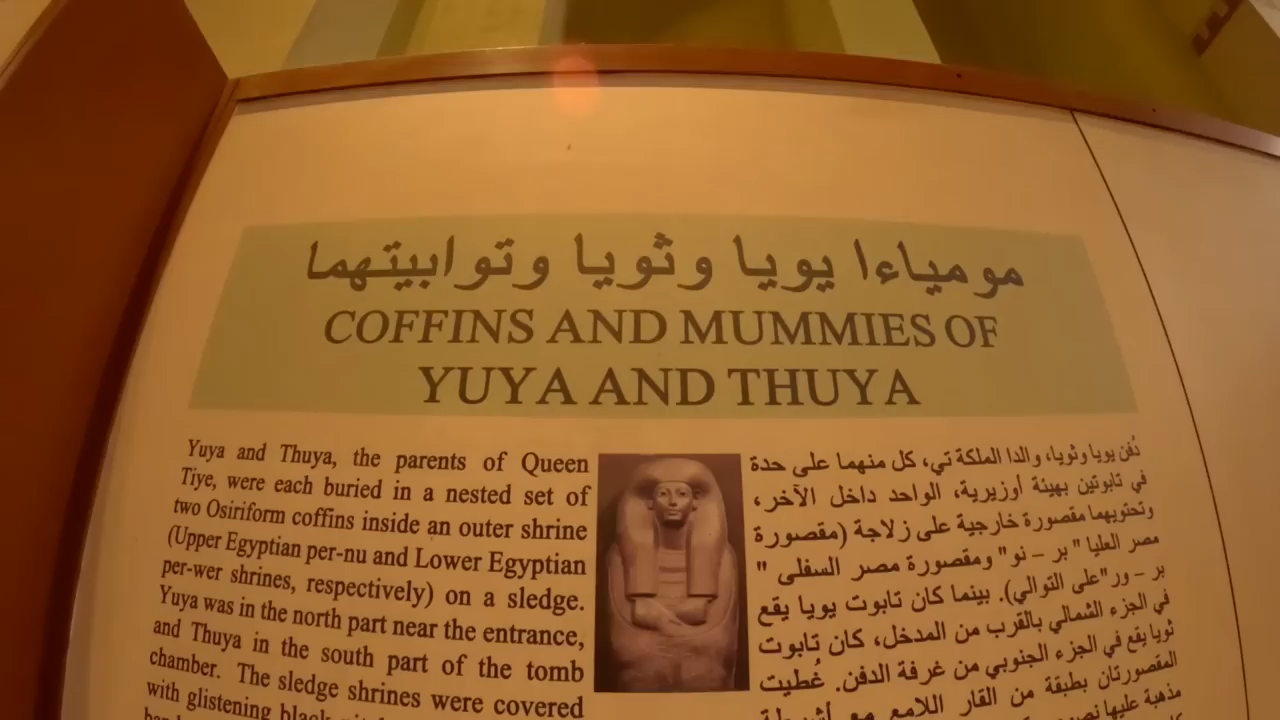 مومياءا يويا وثويا وتوابيتهما
COFFINS AND MUMMIES OF
YUYA AND THUYA
Yuya and Thuya, the parents of Queen
Tiye, were each buried in a nested set of
two Osiriform coffins inside an outer shrine
(Upper Egyptian per-nu and Lower Egyptian
per-wer shrines, respectively) on a sledge.
Yuya was in the north part near the entrance,
and Thuya in the south part of the tomb
chamber. The sledge shrines were covered
with glistening black
دُفن يويا وثويا، والدا الملكة تي، كل منهما على حدة
في تابوتين بهيئة أوزيرية، الواحد داخل الآخر،
وتحتويهما مقصورة خارجية على زلاجة (مقصورة
مصر العليا " بر - نو" ومقصورة مصر السفلى "
بر - ور"على التوالي). بينما كان تابوت يويا يقع
في الجزء الشمالي بالقرب من المدخل، كان تابوت
ثويا يقع في الجزء الجنوبي من غرفة الدفن. غُطيت
المقصورتان بطبقة من القار اللامع مع أشرطة
مذهبة عليها